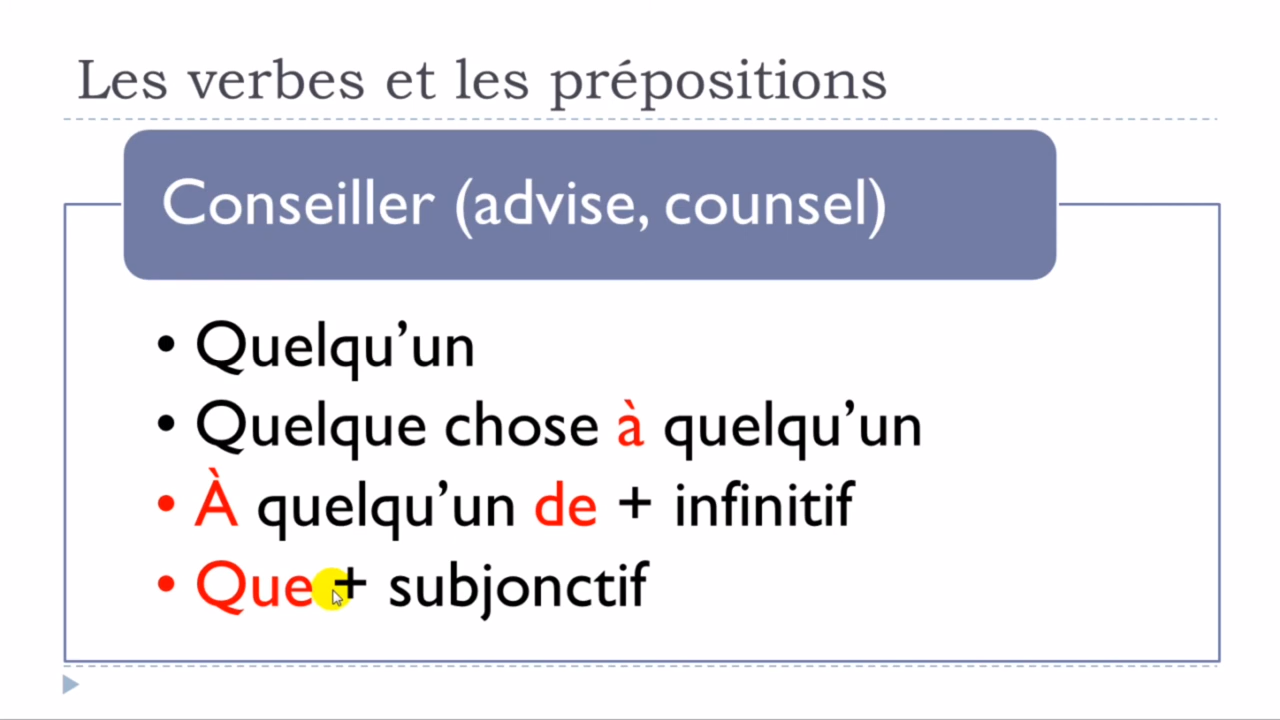 Les verbes et les prépositions
Conseiller (advise, counsel)
• Quelqu’un
• Quelque chose à quelqu’un
• À quelqu’un de + infinitif
• Que + subjonctif